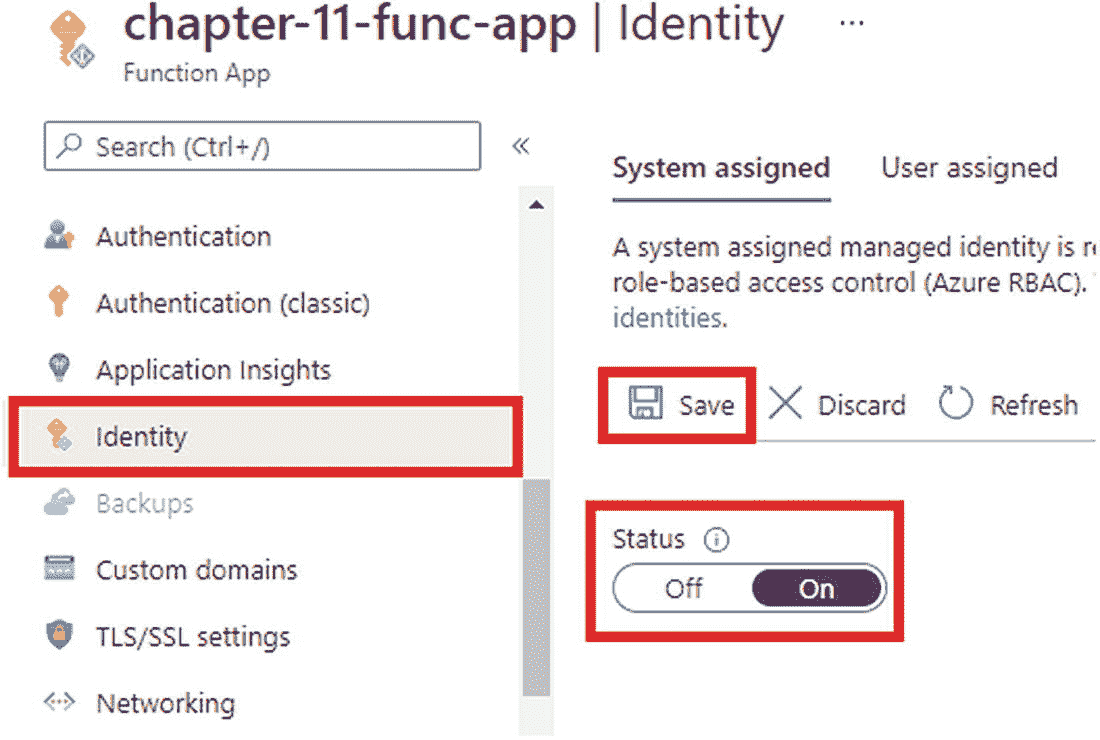 chapter-11-func-app | Identity ...
Function App
Search (Ctrl+/)
«
Authentication
Authentication (classic)
Application Insights
Identity
Backups
Custom domains
TLS/SSL settings
Networking
System assigned User assigned
A system assigned managed identity is
role-based access control (Azure RBAC).
identities.
Save Discard Refresh
Status
Off On